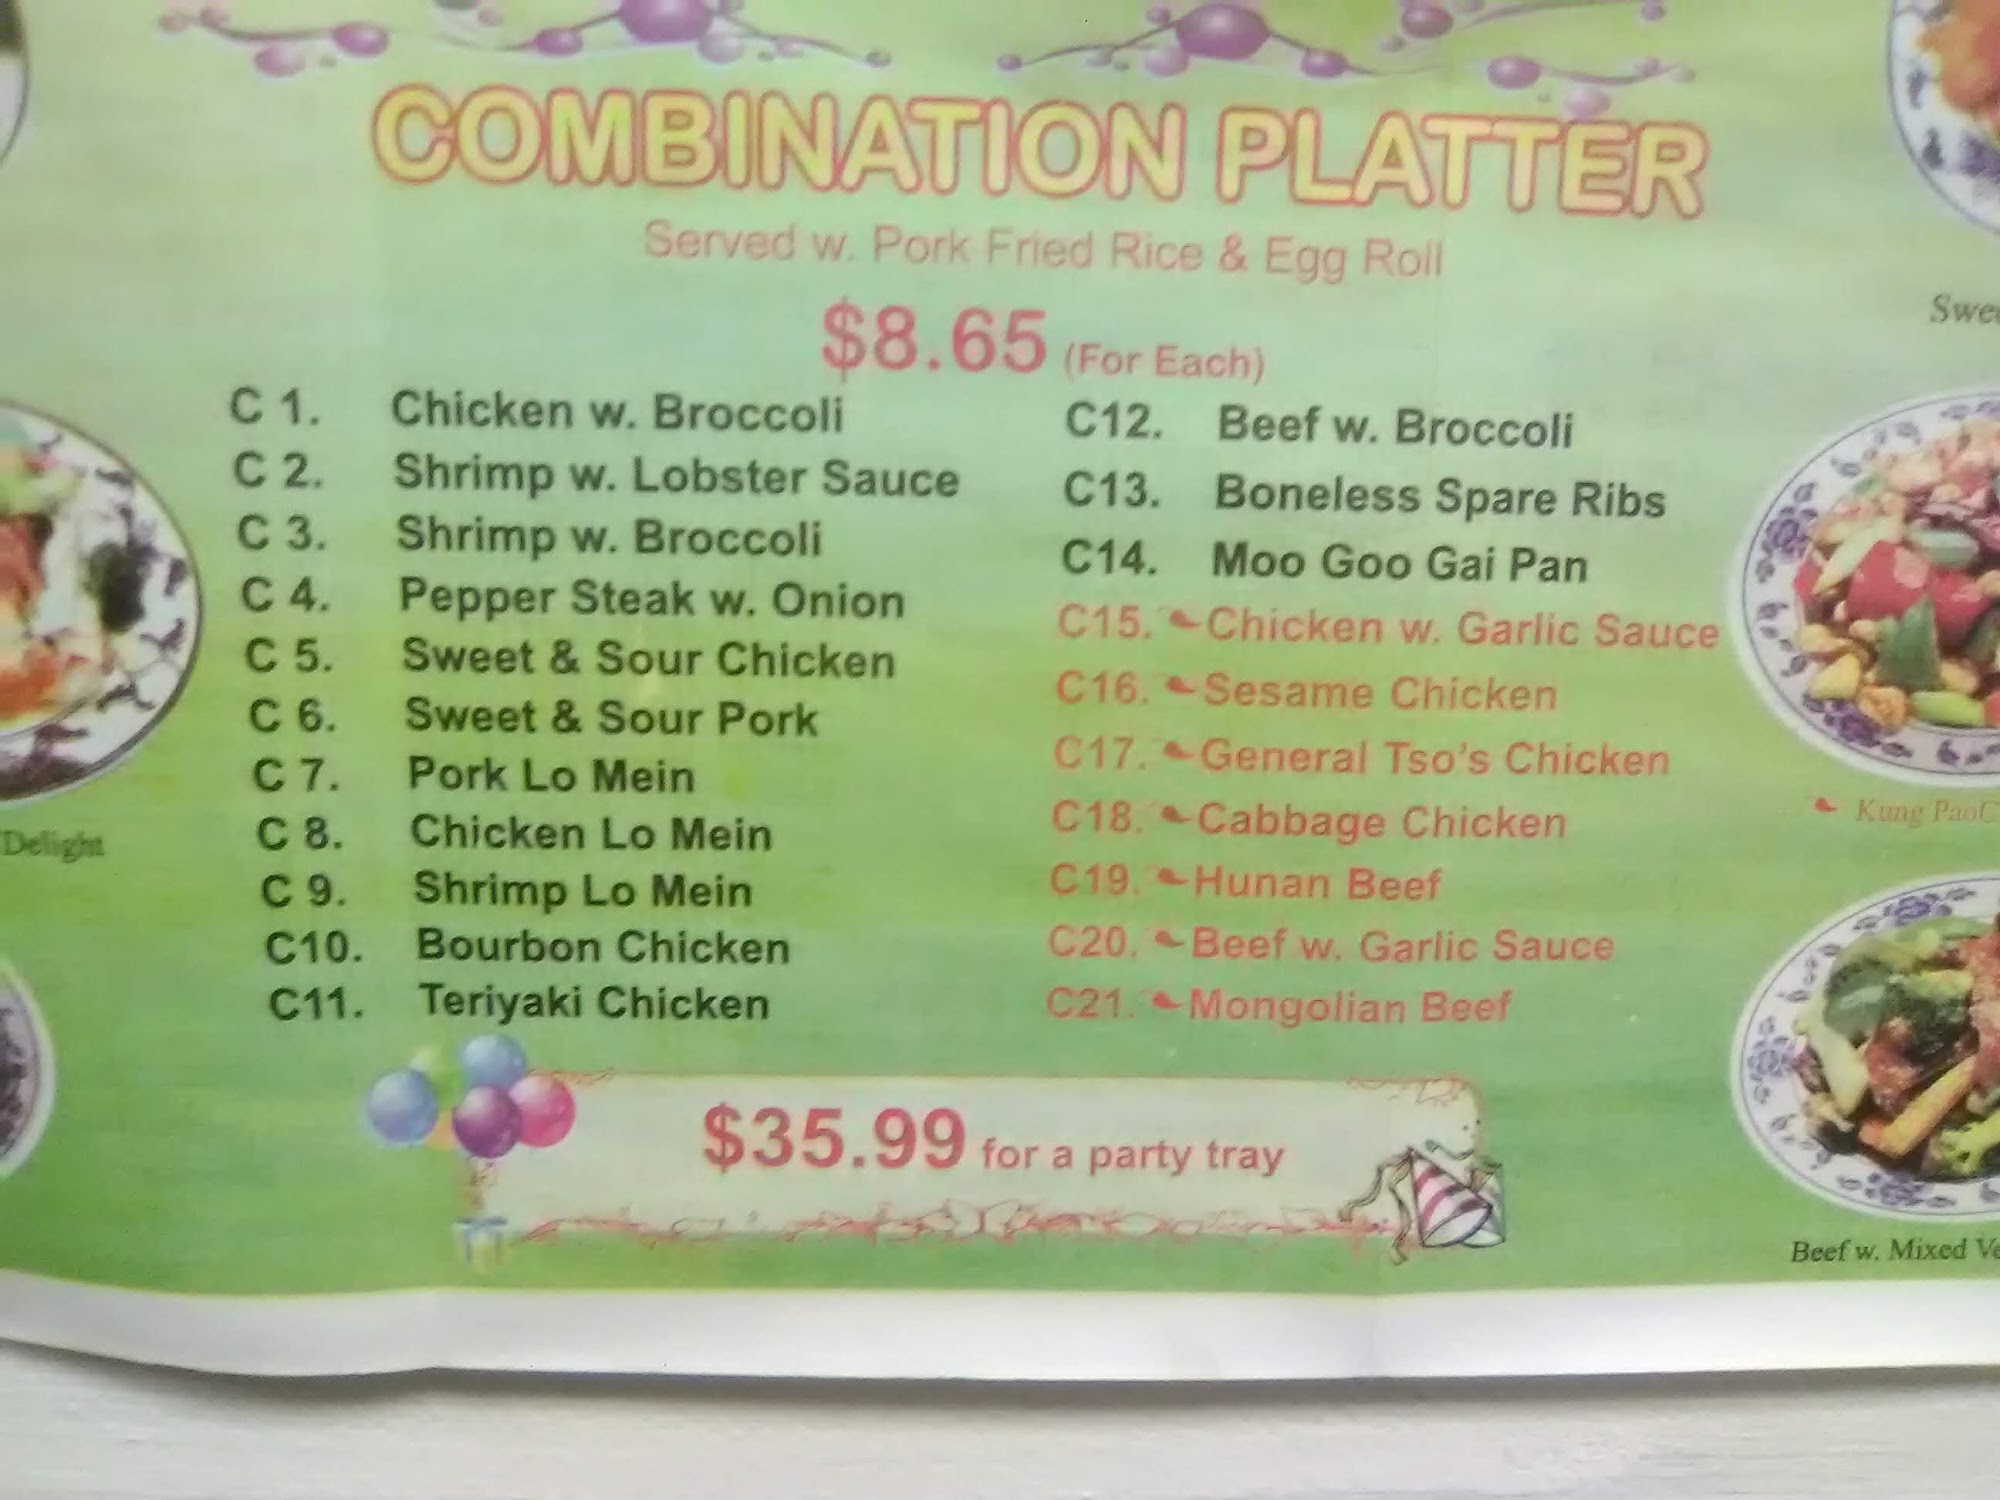 COMBINATION PLATTER
Served w. Pork Fried Rice & Egg Roll
$8.65 (For Each)
C 1. Chicken w. Broccoli
C 2. Shrimp w. Lobster Sauce
C 3. Shrimp w. Broccoli
C 4. Pepper Steak w. Onion
C 5. Sweet & Sour Chicken
C 6. Sweet & Sour Pork
C 7. Pork Lo Mein
C 8. Chicken Lo Mein
C 9. Shrimp Lo Mein
C10. Bourbon Chicken
C11. Teriyaki Chicken
C12. Beef w. Broccoli
C13. Boneless Spare Ribs
C14. Moo Goo Gai Pan
C15. Chicken w. Garlic Sauce
C16. Sesame Chicken
C17. General Tso's Chicken
C18. Cabbage Chicken
C19. Hunan Beef
C20. Beef w. Garlic Sauce
C21. Mongolian Beef
$35.99 for a party tray
Delight
Kung Pao
Beef w. Mixed